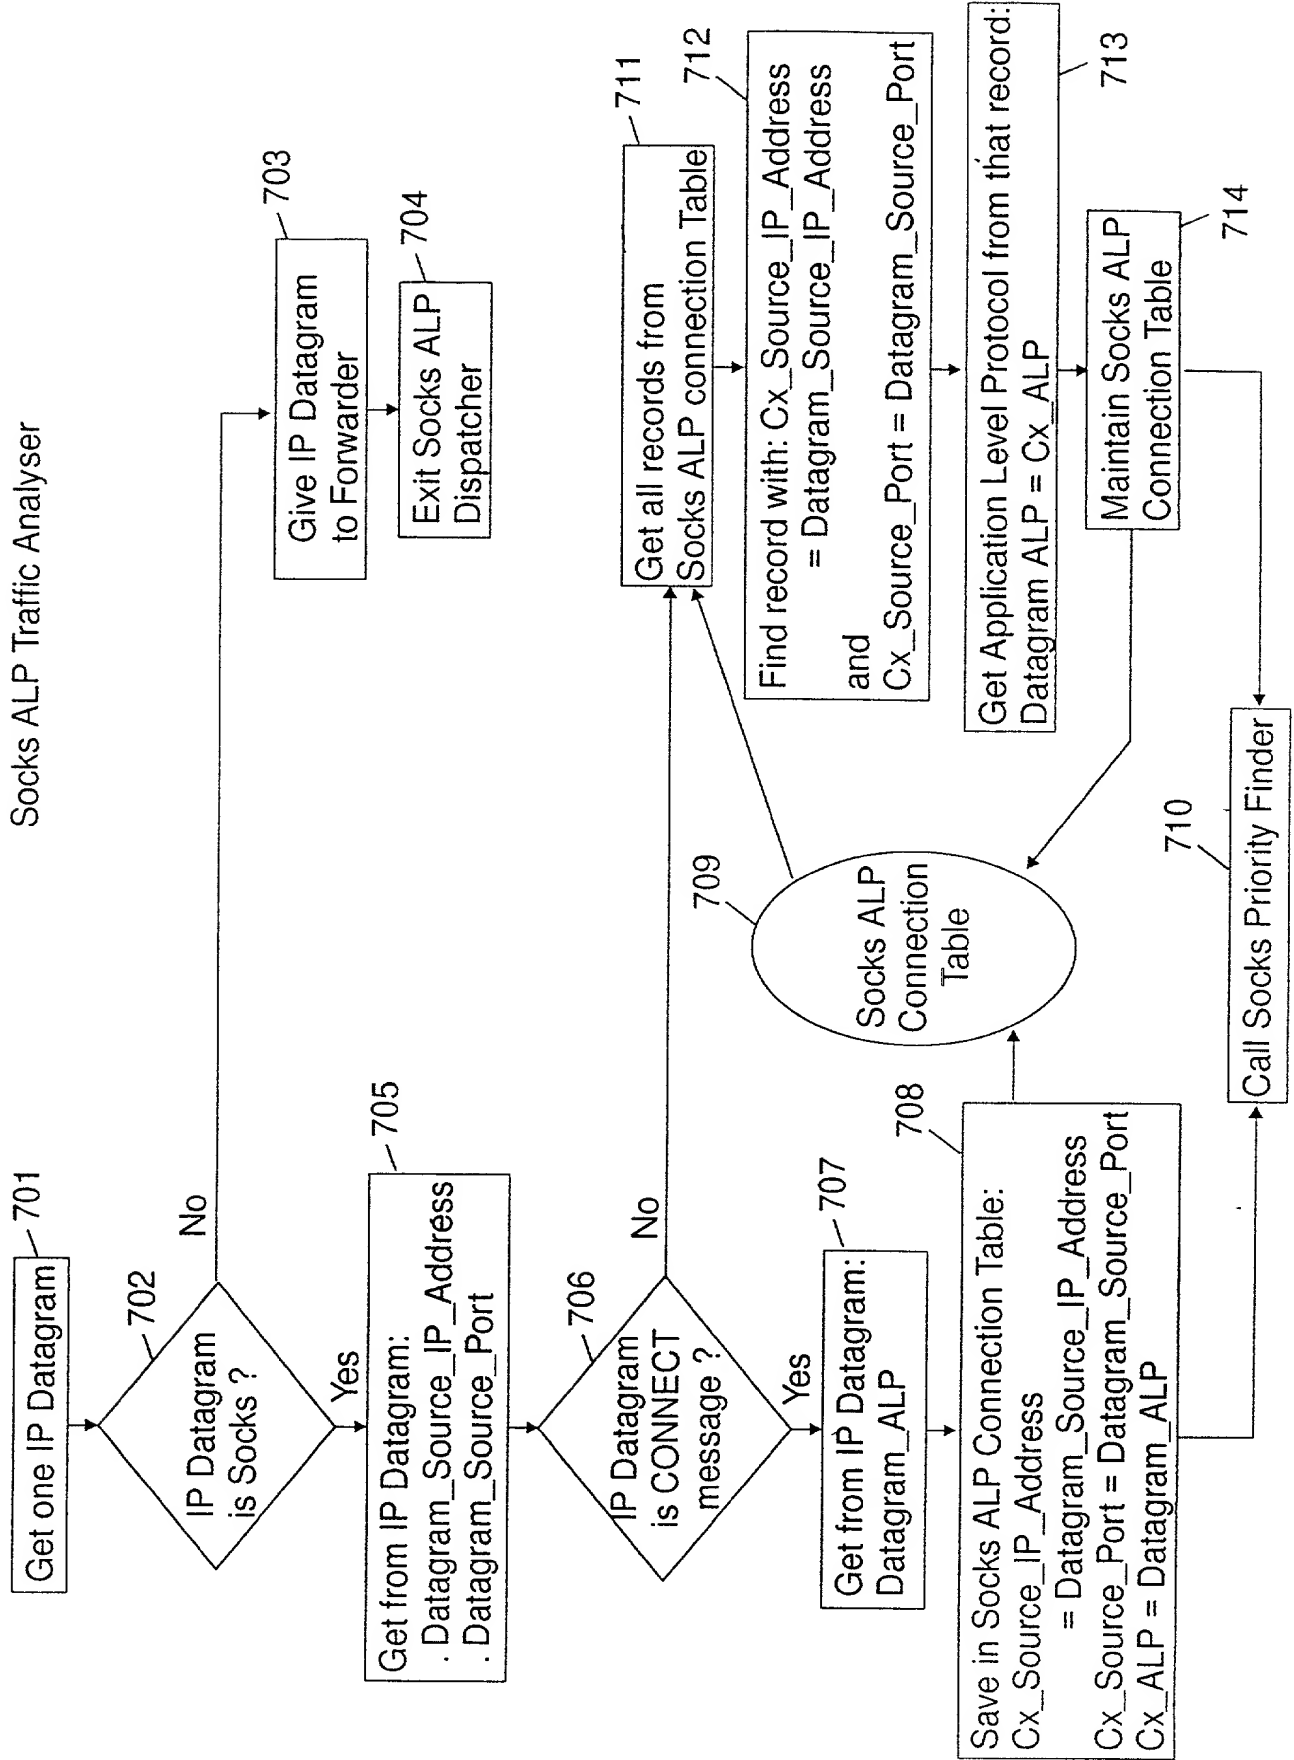 Socks ALP Traffic Analyser
701
Get one IP Datagram
702
IP Datagram
is Socks ?
No
Yes
703
Give IP Datagram
to Forwarder
704
Exit Socks ALP
Dispatcher
705
Get from IP Datagram:
. Datagram_Source_IP_Address
. Datagram_Source_Port
706
IP Datagram
is CONNECT
message ?
No
Yes
707
Get from IP Datagram:
Datagram_ALP
708
Save in Socks ALP Connection Table:
Cx_Source_IP_Address
= Datagram_Source_IP_Address
Cx_Source_Port = Datagram_Source_Port
Cx_ALP = Datagram_ALP
709
Socks ALP
Connection
Table
710
Call Socks Priority Finder
711
Get all records from
Socks ALP connection Table
712
Find record with: Cx_Source_IP_Address
= Datagram_Source_IP_Address
and
Cx_Source_Port = Datagram_Source_Port
713
Get Application Level Protocol from that record:
Datagram ALP = Cx_ALP
714
Maintain Socks ALP
Connection Table